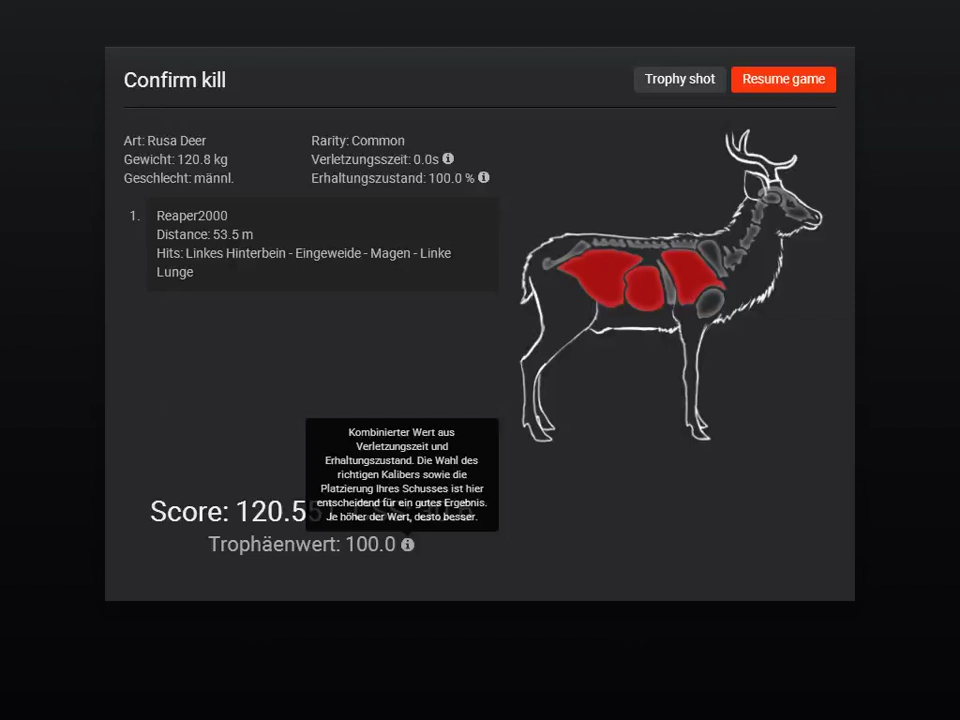 Confirm kill
Trophy shot
Resume game
Art: Rusa Deer
Rarity: Common
Gewicht: 120.8 kg
Verletzungsszeit: 0.0s
Geschlecht: männl.
Erhaltungszustand: 100.0 %
1.
Reaper2000
Distance: 53.5 m
Hits: Linkes Hinterbein - Eingeweide - Magen - Linke
Lunge
Kombinierter Wert aus
Verletzungszeit und
Erhaltungszustand. Die Wahl des
richtigen Kalibers sowie die
Platzierung Ihres Schusses ist hier
entscheidend für ein gutes Ergebnis.
Je höher der Wert, desto besser.
Score: 120.55
Trophäenwert: 100.0